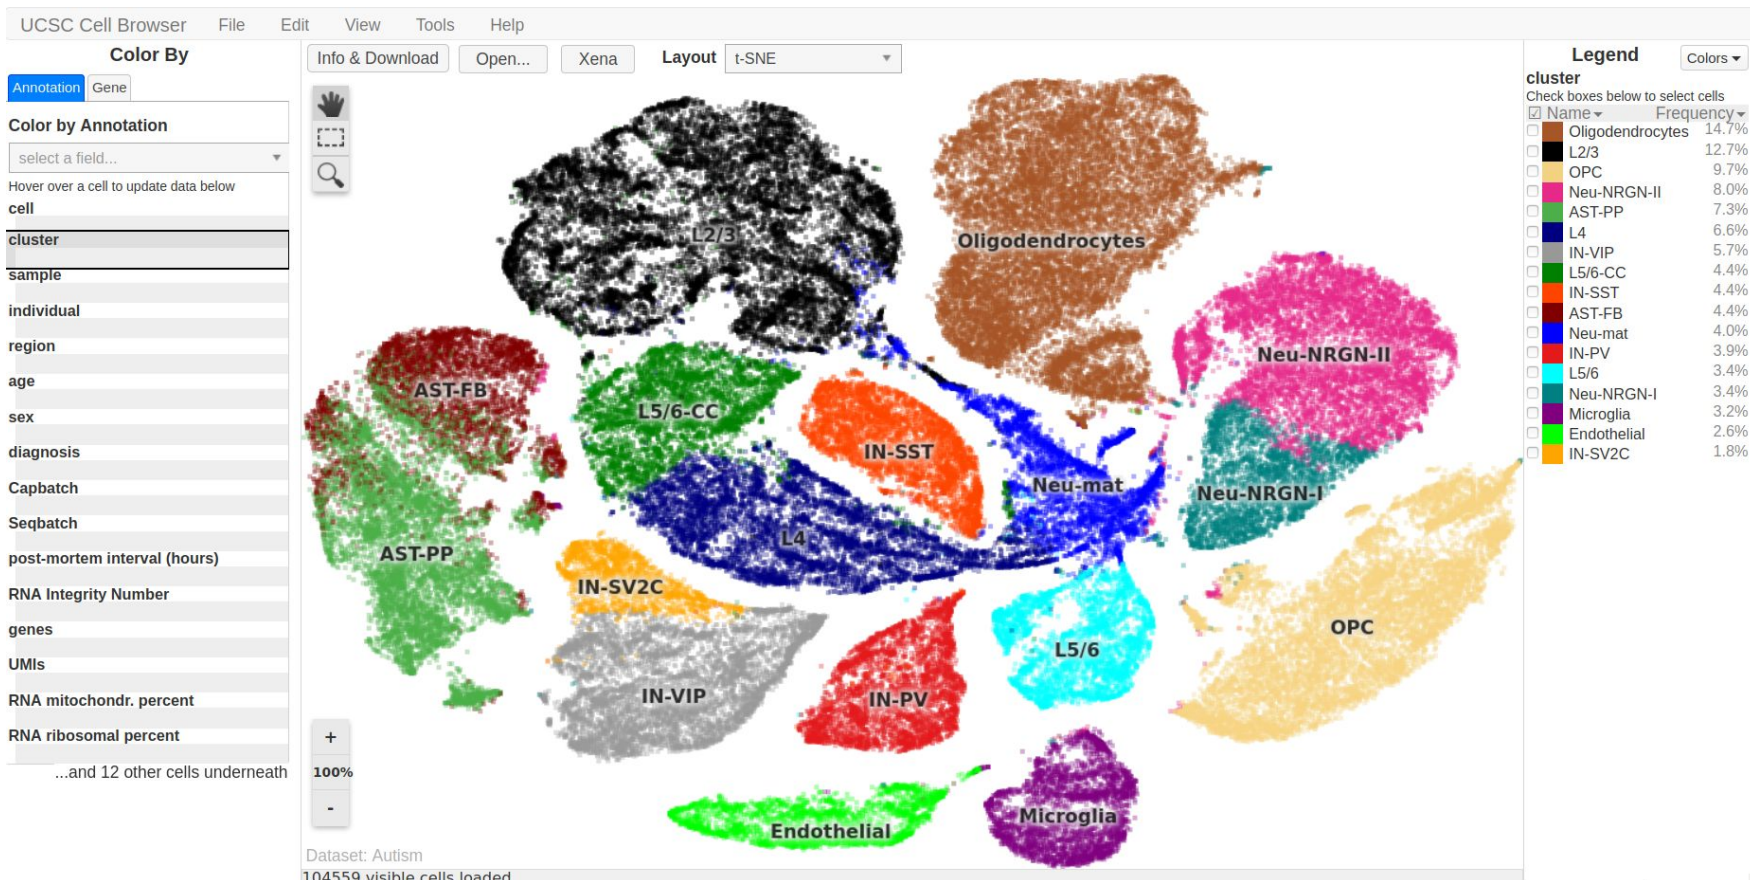 UCSC Cell Browser File Edit View Tools Help
Color By
Annotation Gene
Color by Annotation
select a field...
Hover over a cell to update data below
cell
cluster
sample
individual
region
age
sex
diagnosis
Capbatch
Seqbatch
post-mortem interval (hours)
RNA Integrity Number
genes
UMIs
RNA mitochondr. percent
RNA ribosomal percent
...and 12 other cells underneath
Info & Download Open... Xena Layout t-SNE
L2/3
Oligodendrocytes
Neu-NRGN-II
AST-FB
L5/6-CC
IN-SST
Neu-mat
Neu-NRGN-I
L4
AST-PP
IN-SV2C
OPC
L5/6
IN-VIP
IN-PV
Microglia
Endothelial
+
100%
-
Dataset: Autism
104559 visible cells loaded
Legend Colors
cluster
Check boxes below to select cells
Name Frequency
Oligodendrocytes 14.7%
L2/3 12.7%
OPC 9.7%
Neu-NRGN-II 8.0%
AST-PP 7.3%
L4 6.6%
IN-VIP 5.7%
L5/6-CC 4.4%
IN-SST 4.4%
AST-FB 4.4%
Neu-mat 4.0%
IN-PV 3.9%
L5/6 3.4%
Neu-NRGN-I 3.4%
Microglia 3.2%
Endothelial 2.6%
IN-SV2C 1.8%